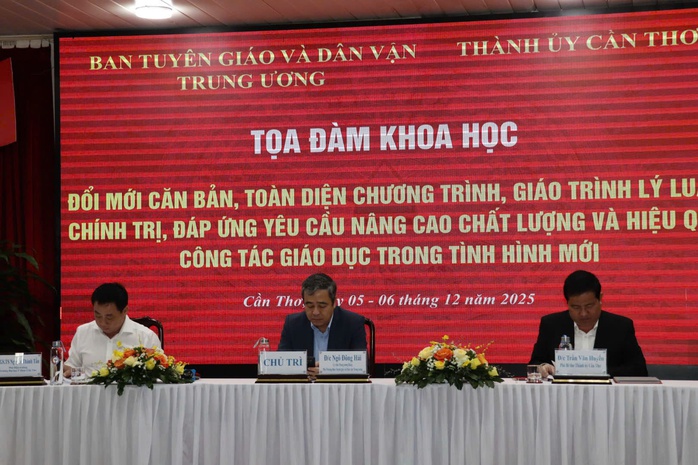 BAN TUYÊN GIÁO VÀ DÂN VẬN
TRUNG ƯƠNG
THÀNH ỦY CẦN THƠ
TỌA ĐÀM KHOA HỌC
ĐỔI MỚI CĂN BẢN, TOÀN DIỆN CHƯƠNG TRÌNH, GIÁO TRÌNH LÝ LU
CHÍNH TRỊ, ĐÁP ỨNG YÊU CẦU NÂNG CAO CHẤT LƯỢNG VÀ HIỆU Q
CÔNG TÁC GIÁO DỤC TRONG TÌNH HÌNH MỚI
Cần Thơ, y 05 - 06 tháng 12 năm 2025
CHỦ TRÌ
Đ/c Ngô Đông Hải
Đ/c Trần Văn Huyến